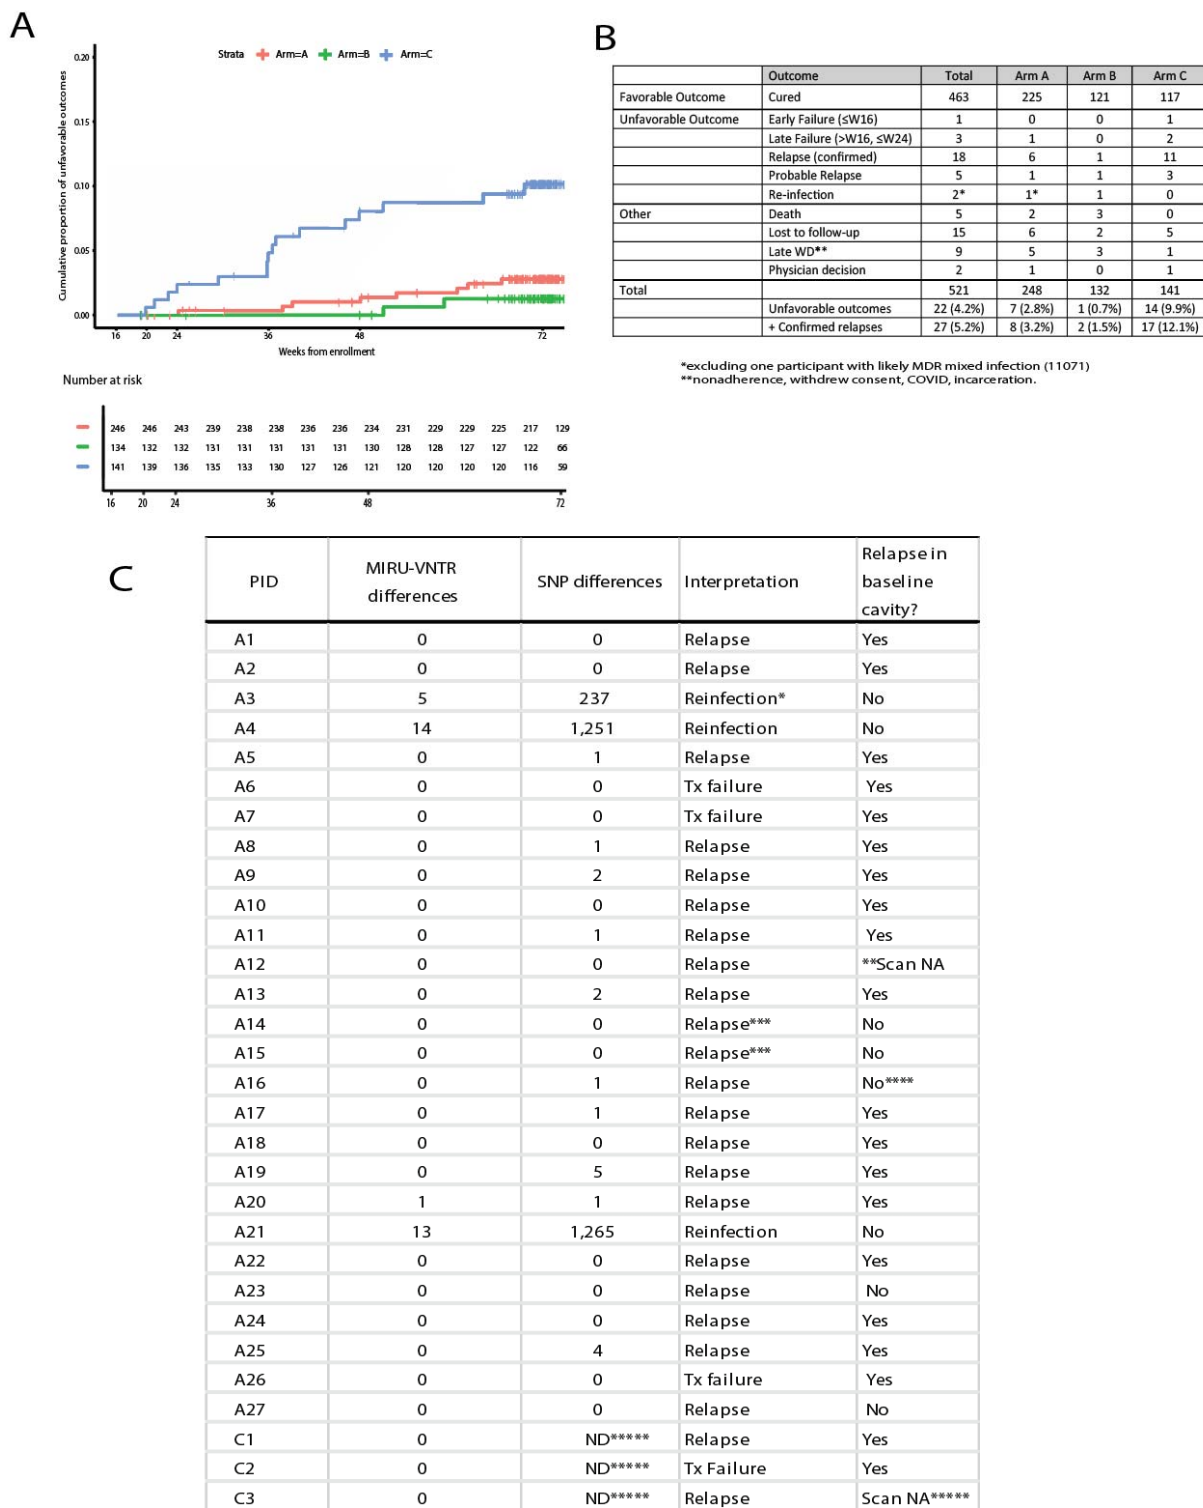 A
Strata Arm=A Arm=B Arm=C
Cumulative proportion of unfavorable outcomes
0.20
0.15
0.10
0.05
0.00
16 20 24 36 48 72
Weeks from enrollment
Number at risk
246 246 243 239 238 238 236 236 234 231 229 229 225 217 129
134 132 132 131 131 131 131 131 130 128 128 127 127 122 66
141 139 136 135 133 130 127 126 121 120 120 120 120 116 59
16 20 24 36 48 72
B
Outcome Total Arm A Arm B Arm C
Favorable Outcome Cured 463 225 121 117
Unfavorable Outcome Early Failure (≤W16) 1 0 0 1
Late Failure (>W16, ≤W24) 3 1 0 2
Relapse (confirmed) 18 6 1 11
Probable Relapse 5 1 1 3
Re-infection 2* 1* 1 0
Other Death 5 2 3 0
Lost to follow-up 15 6 2 5
Late WD** 9 5 3 1
Physician decision 2 1 0 1
Total 521 248 132 141
Unfavorable outcomes 22 (4.2%) 7 (2.8%) 1 (0.7%) 14 (9.9%)
+ Confirmed relapses 27 (5.2%) 8 (3.2%) 2 (1.5%) 17 (12.1%)
*excluding one participant with likely MDR mixed infection (11071)
**nonadherence, withdrew consent, COVID, incarceration.
C
PID MIRU-VNTR differences SNP differences Interpretation Relapse in baseline cavity?
A1 0 0 Relapse Yes
A2 0 0 Relapse Yes
A3 5 237 Reinfection* No
A4 14 1,251 Reinfection No
A5 0 1 Relapse Yes
A6 0 0 Tx failure Yes
A7 0 0 Tx failure Yes
A8 0 1 Relapse Yes
A9 0 2 Relapse Yes
A10 0 0 Relapse Yes
A11 0 1 Relapse Yes
A12 0 0 Relapse **Scan NA
A13 0 2 Relapse Yes
A14 0 0 Relapse*** No
A15 0 0 Relapse*** No
A16 0 1 Relapse No****
A17 0 1 Relapse Yes
A18 0 0 Relapse Yes
A19 0 5 Relapse Yes
A20 1 1 Relapse Yes
A21 13 1,265 Reinfection No
A22 0 0 Relapse Yes
A23 0 0 Relapse No
A24 0 0 Relapse Yes
A25 0 4 Relapse Yes
A26 0 0 Tx failure Yes
A27 0 0 Relapse No
C1 0 ND***** Relapse Yes
C2 0 ND***** Tx Failure Yes
C3 0 ND***** Relapse Scan NA*****